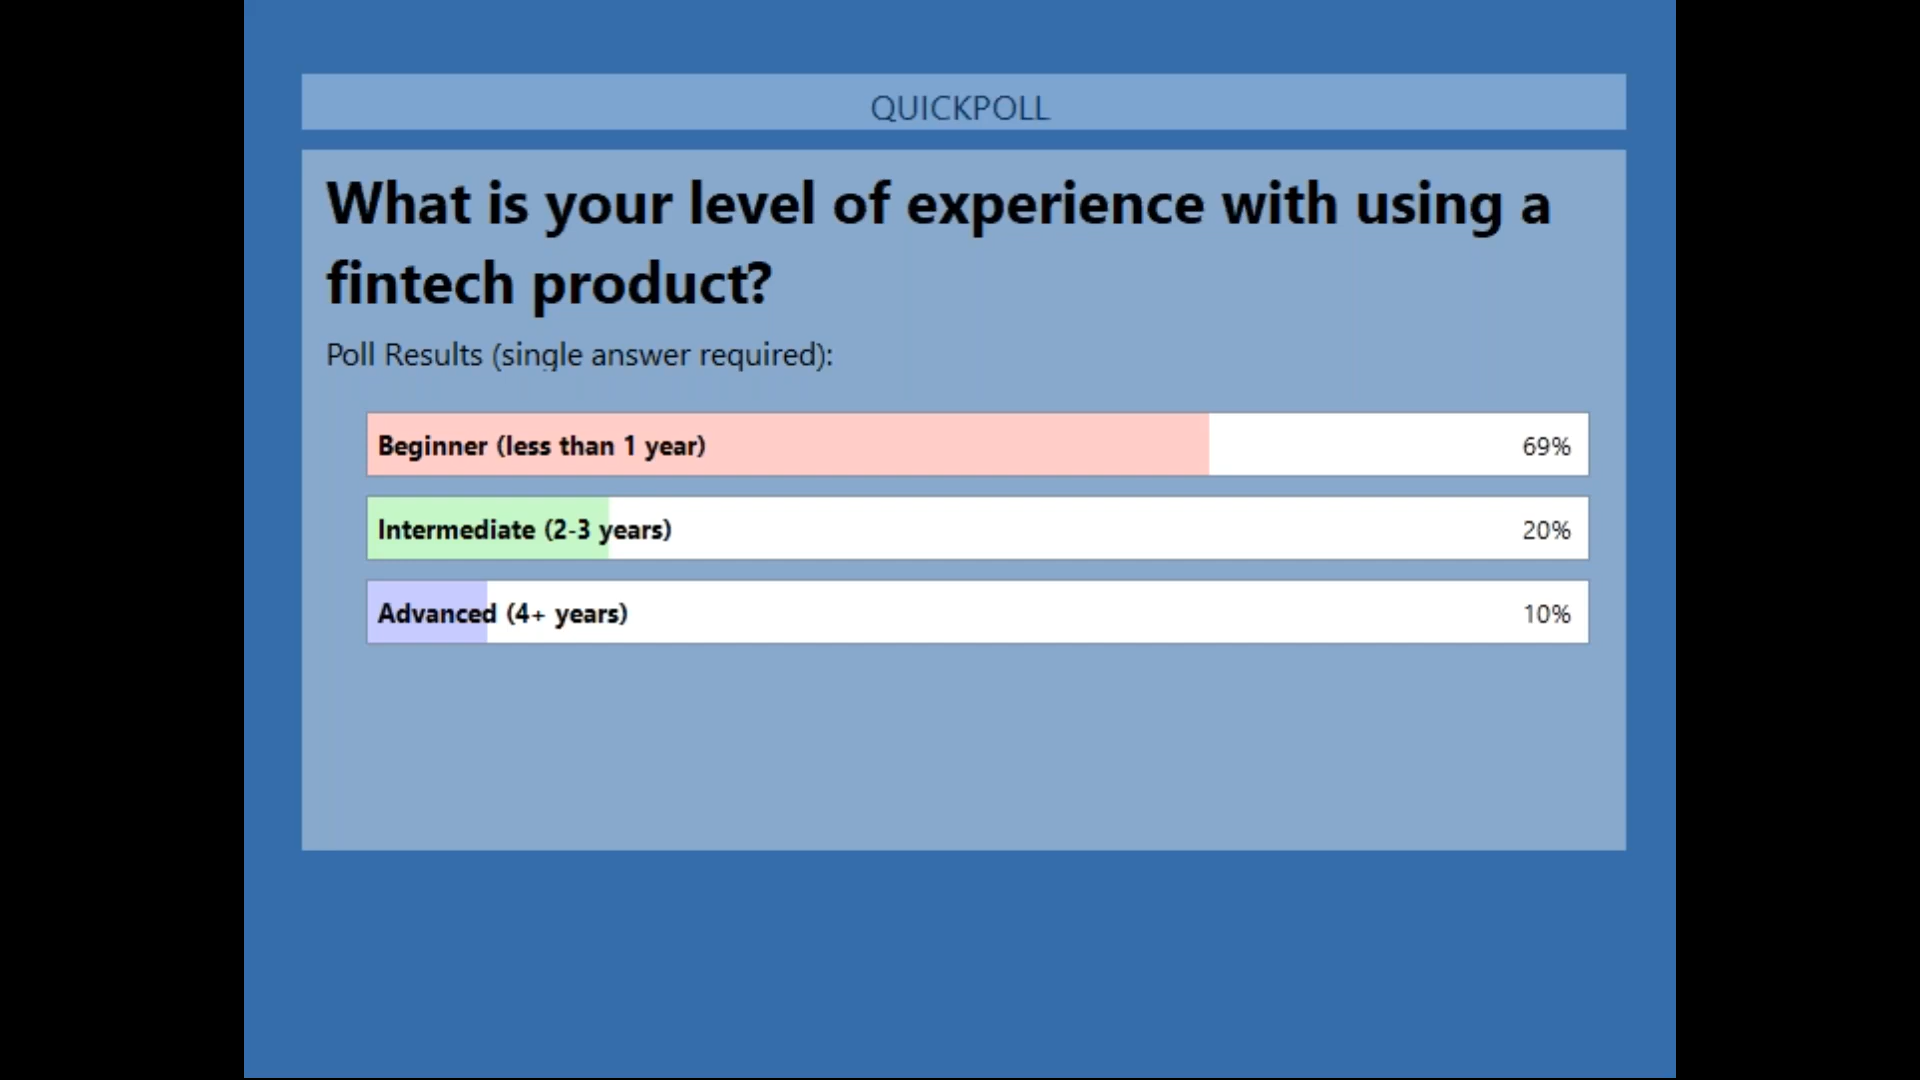 QUICKPOLL
What is your level of experience with using a
fintech product?
Poll Results (single answer required):
Beginner (less than 1 year) 69%
Intermediate (2-3 years) 20%
Advanced (4+ years) 10%